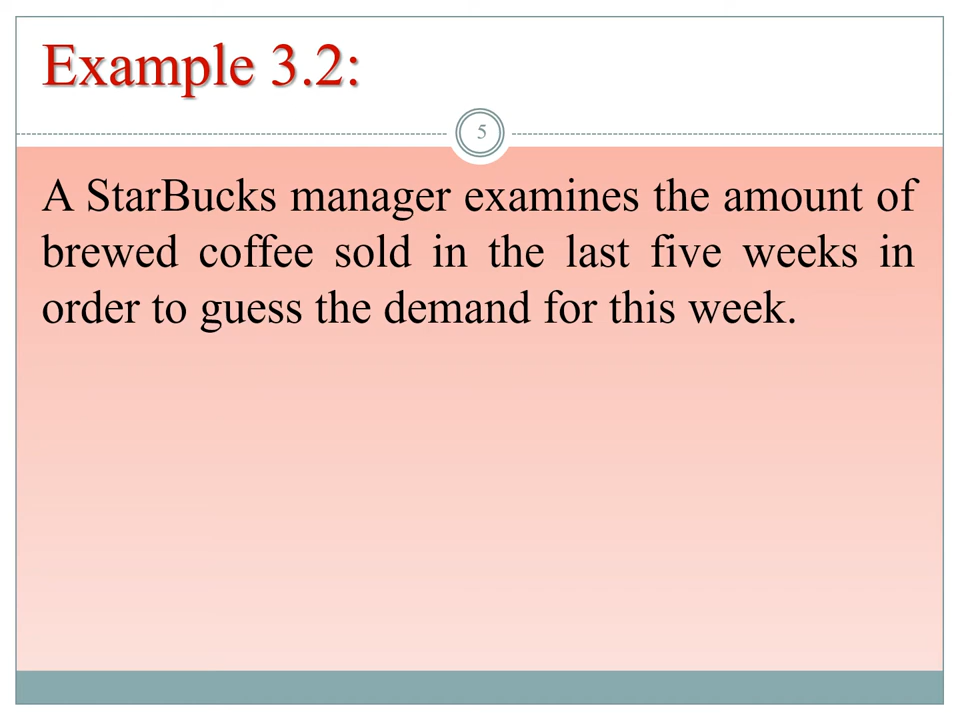 Example 3.2:
5
A StarBucks manager examines the amount of
brewed coffee sold in the last five weeks in
order to guess the demand for this week.